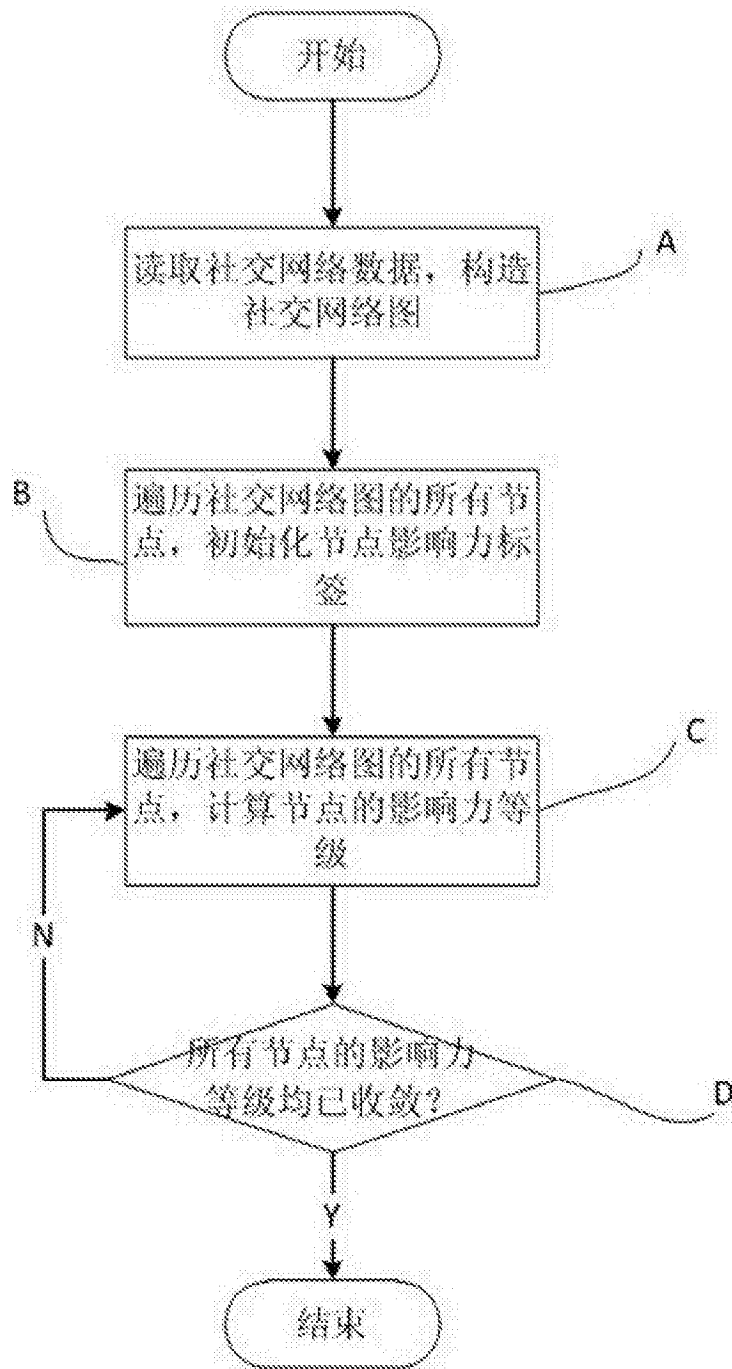 开始
读取社交网络数据，构造
社交网络图
A
B
遍历社交网络图的所有节
点，初始化节点影响力标
签
C
遍历社交网络图的所有节
点，计算节点的影响力等
级
N
所有节点的影响力
等级均已收敛？
D
Y
结束